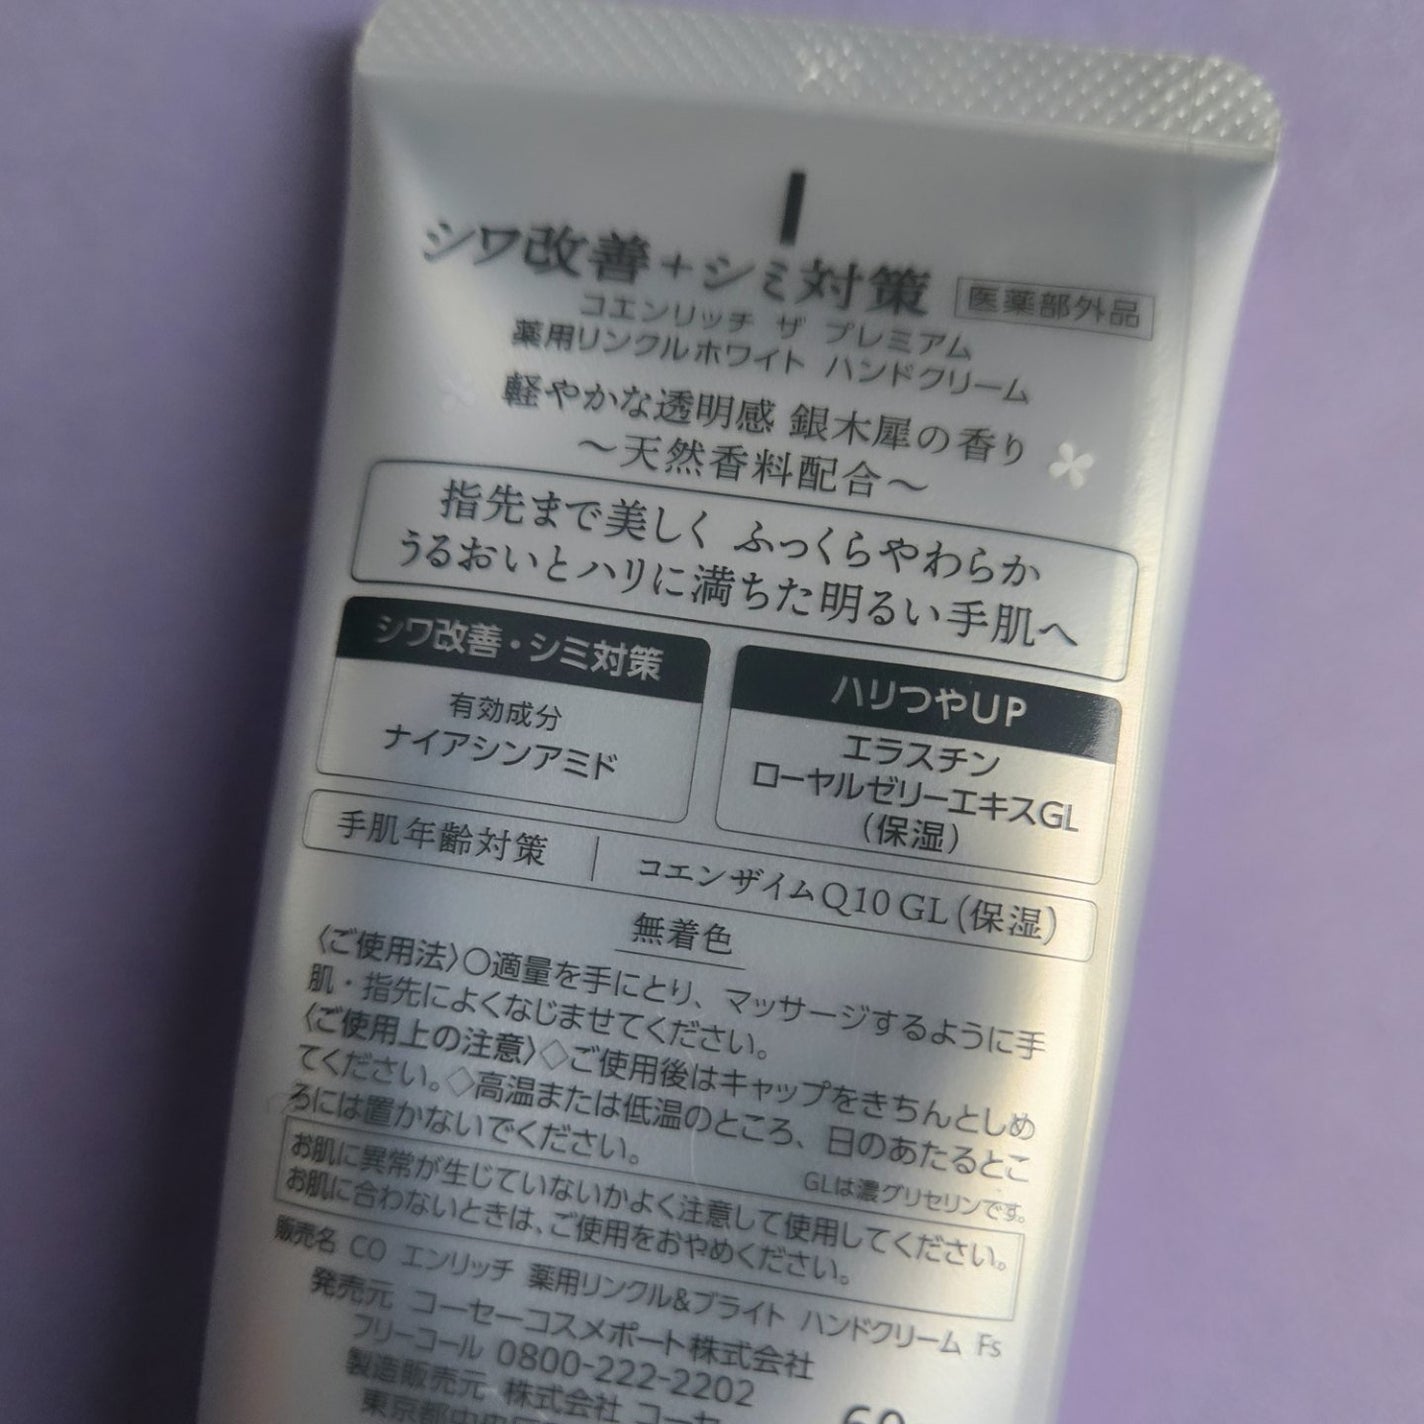 シワ改善+シミ対策 医薬部外品
コエンリッチ ザ プレミアム
薬用リンクルホワイト ハンドクリーム
軽やかな透明感 銀木犀の香り
〜天然香料配合〜
指先まで美しく ふっくらやわらか
うるおいとハリに満ちた明るい手肌へ
シワ改善・シミ対策
有効成分
ナイアシンアミド
ハリつやUP
エラスチン
ローヤルゼリーエキスGL
(保湿)
手肌年齢対策 コエンザイムQ10 GL(保湿)
無着色
〈ご使用法〉○適量を手にとり、マッサージするように手
肌・指先によくなじませてください。
〈ご使用上の注意〉◇ご使用後はキャップをきちんとしめ
てください。◇高温または低温のところ、日のあたるとこ
ろには置かないでください。
GLは濃グリセリンです。
お肌に異常が生じていないかよく注意して使用してください。
お肌に合わないときは、ご使用をおやめください。
販売名 CO エンリッチ 薬用リンクル&ブライト ハンドクリーム Fs
発売元 コーセーコスメポート株式会社
フリーコール 0800-222-2202
製造販売元 株式会社 コーセー
東京都中央区